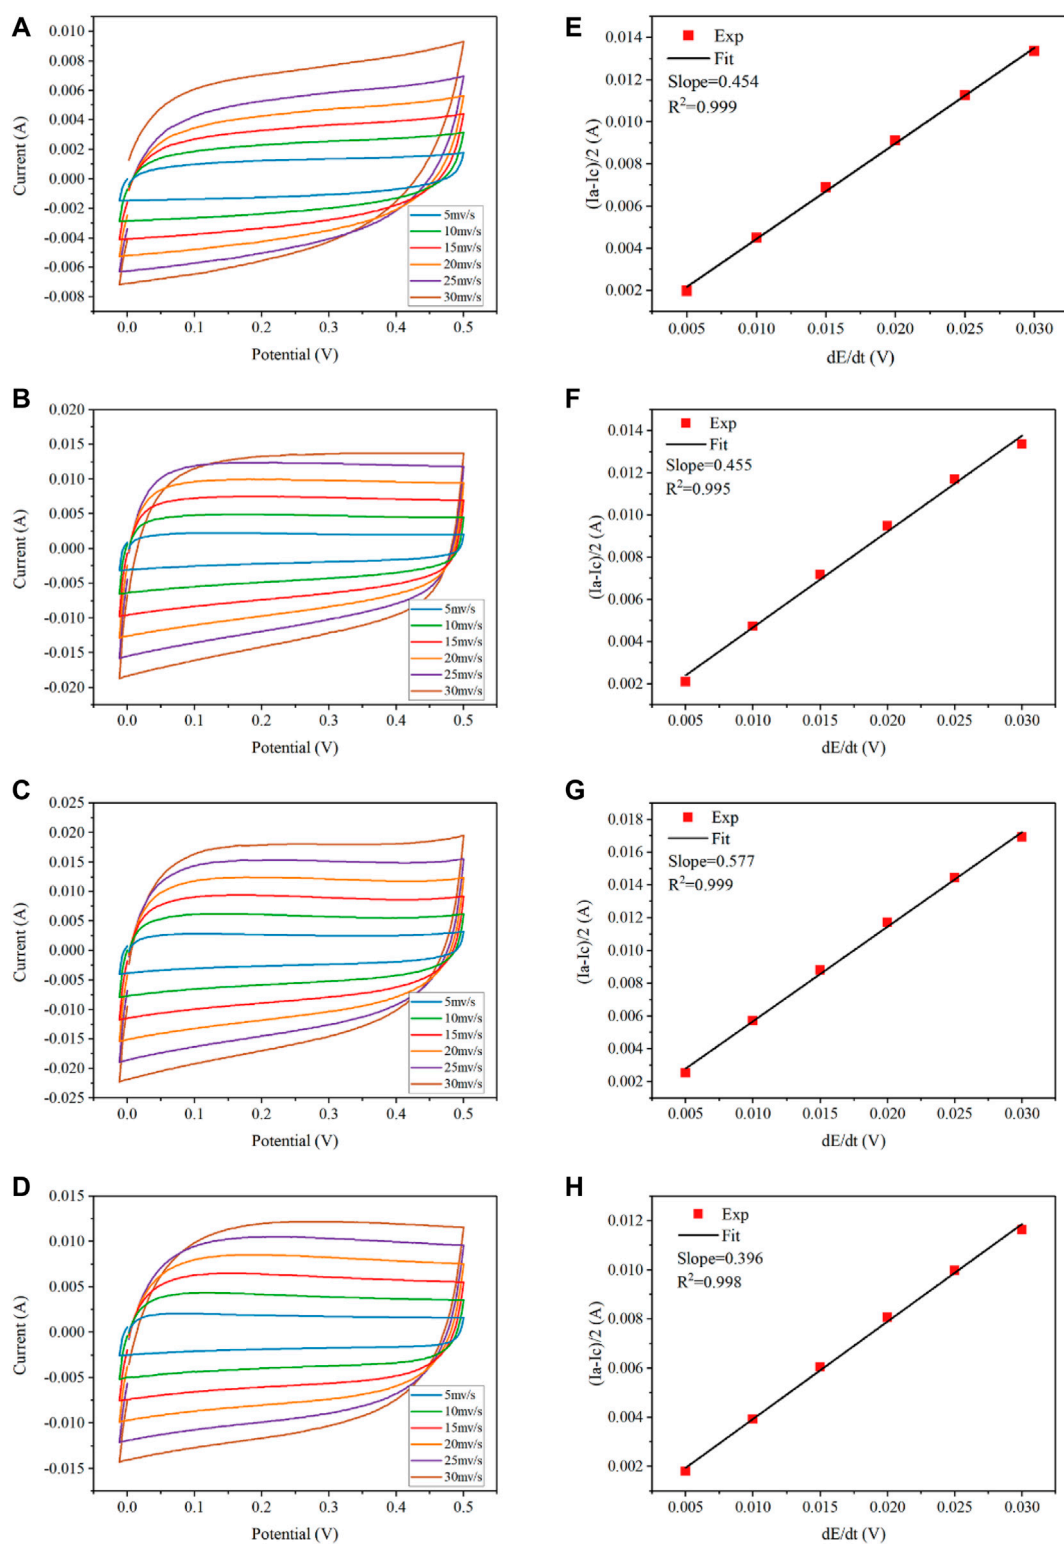 A
0.010
0.008
0.006
0.004
0.002
0.000
-0.002
-0.004
-0.006
-0.008
Current (A)
5mv/s
10mv/s
15mv/s
20mv/s
25mv/s
30mv/s
0.0 0.1 0.2 0.3 0.4 0.5
Potential (V)
E
0.014
0.012
0.010
0.008
0.006
0.004
0.002
(Ia-Ic)/2 (A)
Exp
Fit
Slope=0.454
R²=0.999
0.005 0.010 0.015 0.020 0.025 0.030
dE/dt (V)
B
0.020
0.015
0.010
0.005
0.000
-0.005
-0.010
-0.015
-0.020
Current (A)
5mv/s
10mv/s
15mv/s
20mv/s
25mv/s
30mv/s
0.0 0.1 0.2 0.3 0.4 0.5
Potential (V)
F
0.014
0.012
0.010
0.008
0.006
0.004
0.002
(Ia-Ic)/2 (A)
Exp
Fit
Slope=0.455
R²=0.995
0.005 0.010 0.015 0.020 0.025 0.030
dE/dt (V)
C
0.025
0.020
0.015
0.010
0.005
0.000
-0.005
-0.010
-0.015
-0.020
-0.025
Current (A)
5mv/s
10mv/s
15mv/s
20mv/s
25mv/s
30mv/s
0.0 0.1 0.2 0.3 0.4 0.5
Potential (V)
G
0.018
0.016
0.014
0.012
0.010
0.008
0.006
0.004
0.002
(Ia-Ic)/2 (A)
Exp
Fit
Slope=0.577
R²=0.999
0.005 0.010 0.015 0.020 0.025 0.030
dE/dt (V)
D
0.015
0.010
0.005
0.000
-0.005
-0.010
-0.015
Current (A)
5mv/s
10mv/s
15mv/s
20mv/s
25mv/s
30mv/s
0.0 0.1 0.2 0.3 0.4 0.5
Potential (V)
H
0.012
0.010
0.008
0.006
0.004
0.002
(Ia-Ic)/2 (A)
Exp
Fit
Slope=0.396
R²=0.998
0.005 0.010 0.015 0.020 0.025 0.030
dE/dt (V)